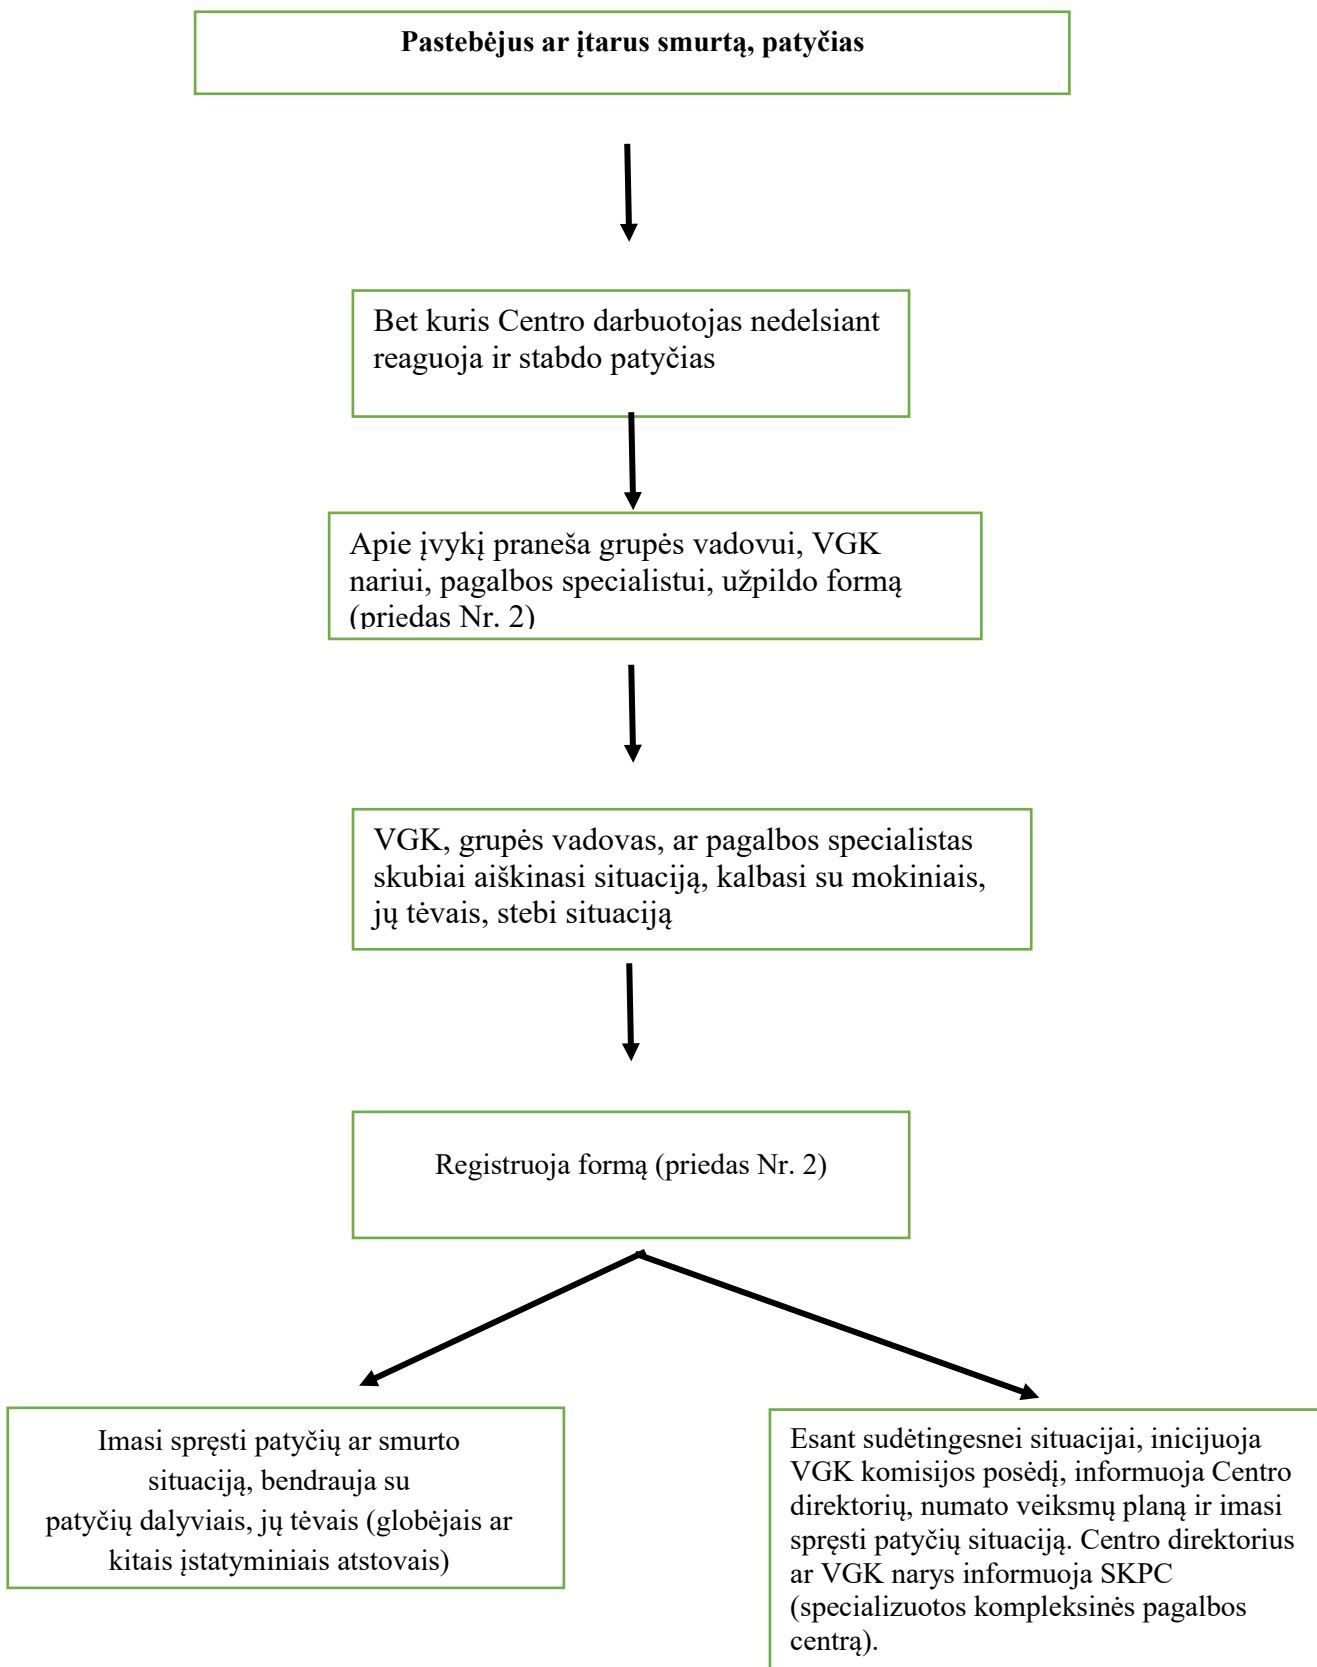 Pastebėjus ar įtarus smurtą, patyčias
Bet kuris Centro darbuotojas nedelsiant
reaguoja ir stabdo patyčias
Apie įvykį praneša grupės vadovui, VGK
nariui, pagalbos specialistui, užpildo formą
(priedas Nr. 2)
VGK, grupės vadovas, ar pagalbos specialistas
skubiai aiškinasi situaciją, kalbasi su mokiniais,
jų tėvais, stebi situaciją
Registruoja formą (priedas Nr. 2)
Imasi spręsti patyčių ar smurto
situaciją, bendrauja su
patyčių dalyviais, jų tėvais (globėjais ar
kitais įstatyminiais atstovais)
Esant sudėtingesnei situacijai, inicijuoja
VGK komisijos posėdį, informuoja Centro
direktorių, numato veiksmų planą ir imasi
spręsti patyčių situaciją. Centro direktorius
ar VGK narys informuoja SKPC
(specializuotos kompleksinės pagalbos
centrą).